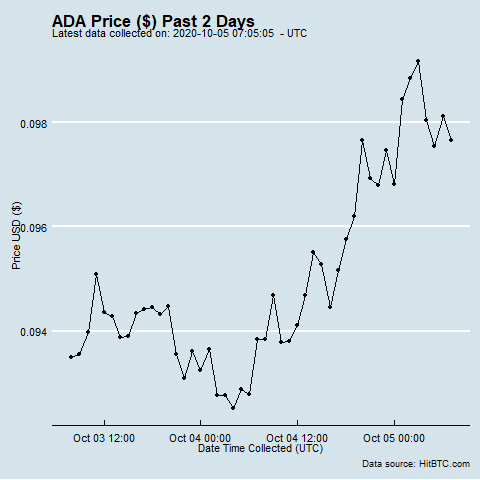 ADA Price ($) Past 2 Days
Latest data collected on: 2020-10-05 07:05:05  - UTC
0.098
0.096
0.094
Price USD ($)
Oct 03 12:00 Oct 04 00:00 Oct 04 12:00 Oct 05 00:00
Date Time Collected (UTC)
Data source: HitBTC.com